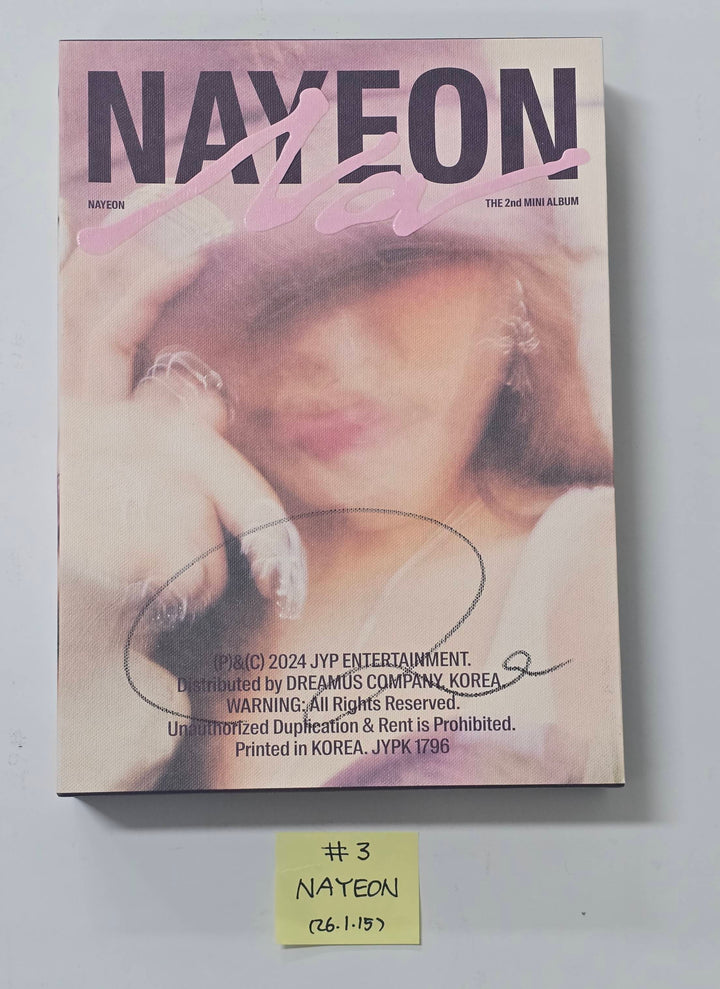 NAYEON
Na
NAYEON
THE 2nd MINI ALBUM
(P)&(C) 2024 JYP ENTERTAINMENT.
Distributed by DREAMUS COMPANY, KOREA.
WARNING: All Rights Reserved.
Unauthorized Duplication & Rent is Prohibited.
Printed in KOREA. JYPK 1796
#3
NAYEON
(26.1.15)